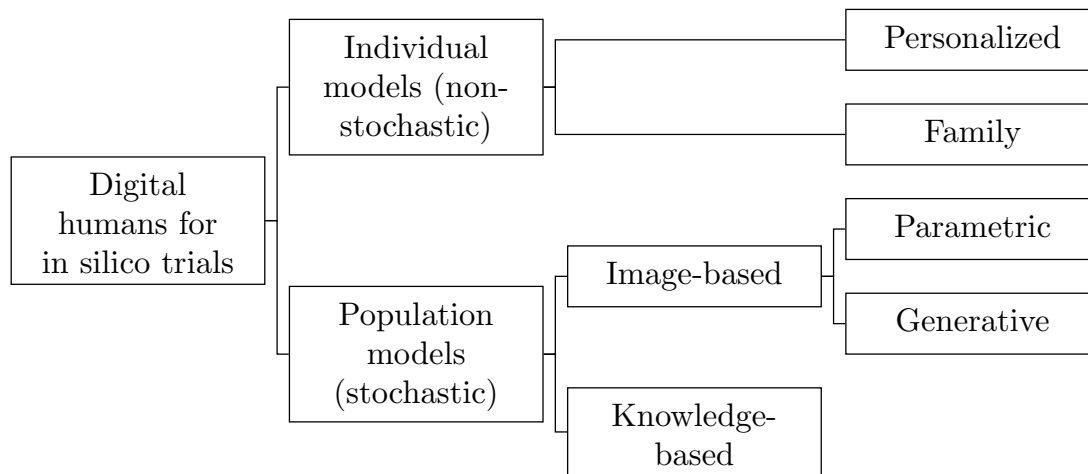 Digital
humans for
in silico trials
Individual
models (non-
stochastic)
Personalized
Family
Population
models
(stochastic)
Image-based
Parametric
Generative
Knowledge-
based